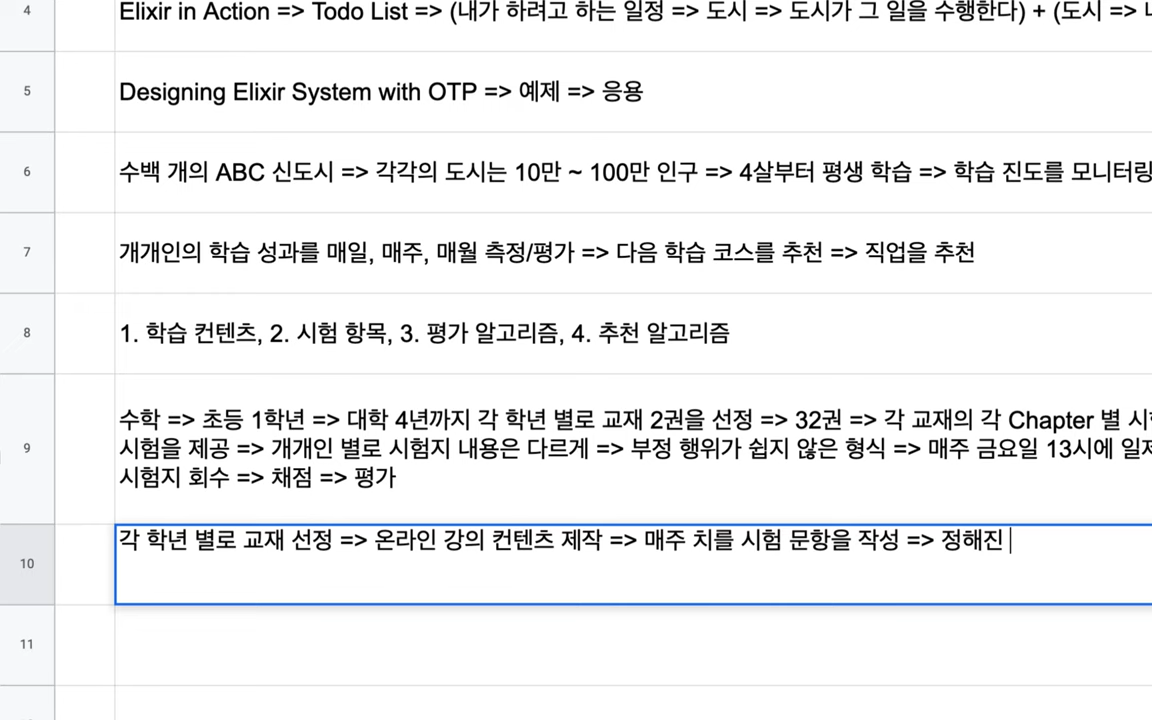 4
Elixir in Action => Todo List => (내가 하려고 하는 일정 => 도시 => 도시가 그 일을 수행한다) + (도시 =>
5
Designing Elixir System with OTP => 예제 => 응용
6
수백 개의 ABC 신도시 => 각각의 도시는 10만 ~ 100만 인구 => 4살부터 평생 학습 => 학습 진도를 모니터링
7
개개인의 학습 성과를 매일, 매주, 매월 측정/평가 => 다음 학습 코스를 추천 => 직업을 추천
8
1. 학습 컨텐츠, 2. 시험 항목, 3. 평가 알고리즘, 4. 추천 알고리즘
9
수학 => 초등 1학년 => 대학 4년까지 각 학년 별로 교재 2권을 선정 => 32권 => 각 교재의 각 Chapter 별
시험을 제공 => 개개인 별로 시험지 내용은 다르게 => 부정 행위가 쉽지 않은 형식 => 매주 금요일 13시에
시험지 회수 => 채점 => 평가
10
각 학년 별로 교재 선정 => 온라인 강의 컨텐츠 제작 => 매주 치를 시험 문항을 작성 => 정해진
11